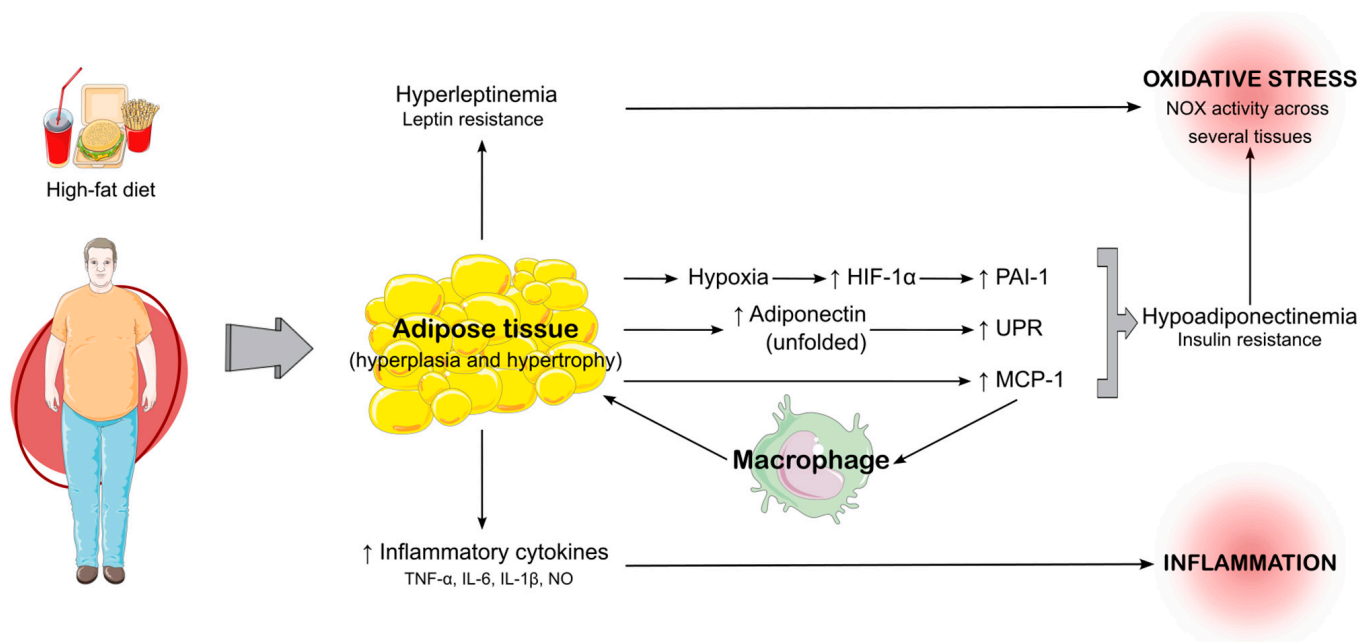 High-fat diet
Hyperleptinemia
Leptin resistance
OXIDATIVE STRESS
NOX activity across
several tissues
Adipose tissue
(hyperplasia and hypertrophy)
Hypoxia
↑ HIF-1α
↑ PAI-1
↑ Adiponectin
(unfolded)
↑ UPR
↑ MCP-1
Hypoadiponectinemia
Insulin resistance
Macrophage
↑ Inflammatory cytokines
TNF-α, IL-6, IL-1β, NO
INFLAMMATION